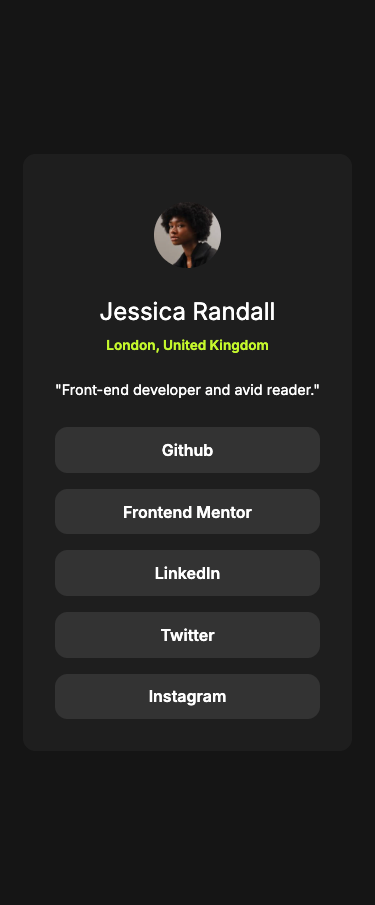 Jessica Randall
London, United Kingdom
"Front-end developer and avid reader."
Github
Frontend Mentor
LinkedIn
Twitter
Instagram